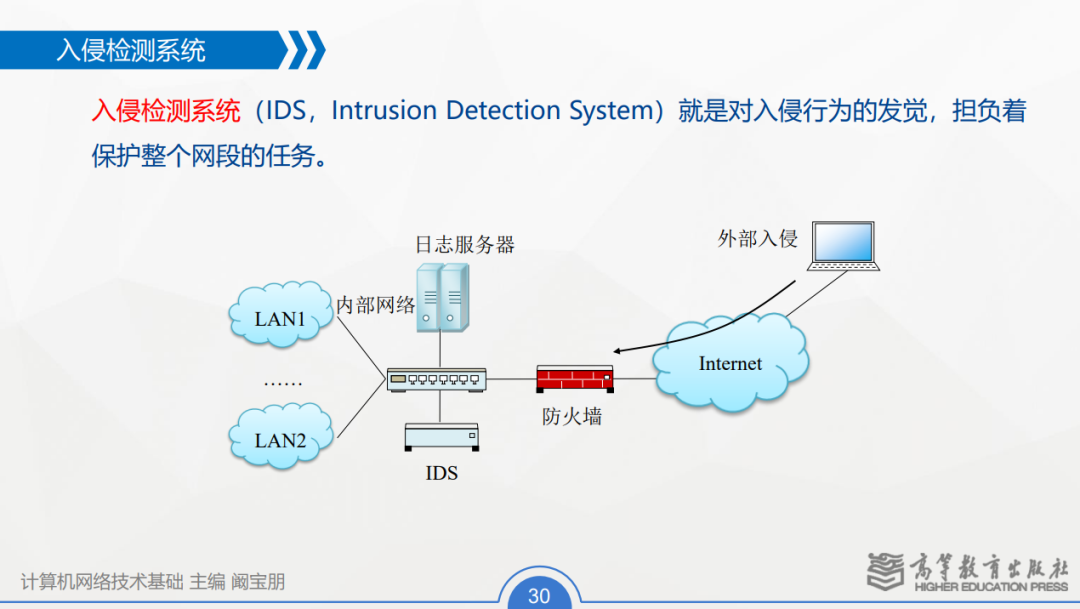 入侵检测系统
入侵检测系统（IDS，Intrusion Detection System）就是对入侵行为的发觉，担负着
保护整个网段的任务。
日志服务器
外部入侵
内部网络
LAN1
Internet
……
防火墙
LAN2
IDS
计算机网络技术基础 主编 阚宝朋
30
高等教育出版社
HIGHER EDUCATION PRESS